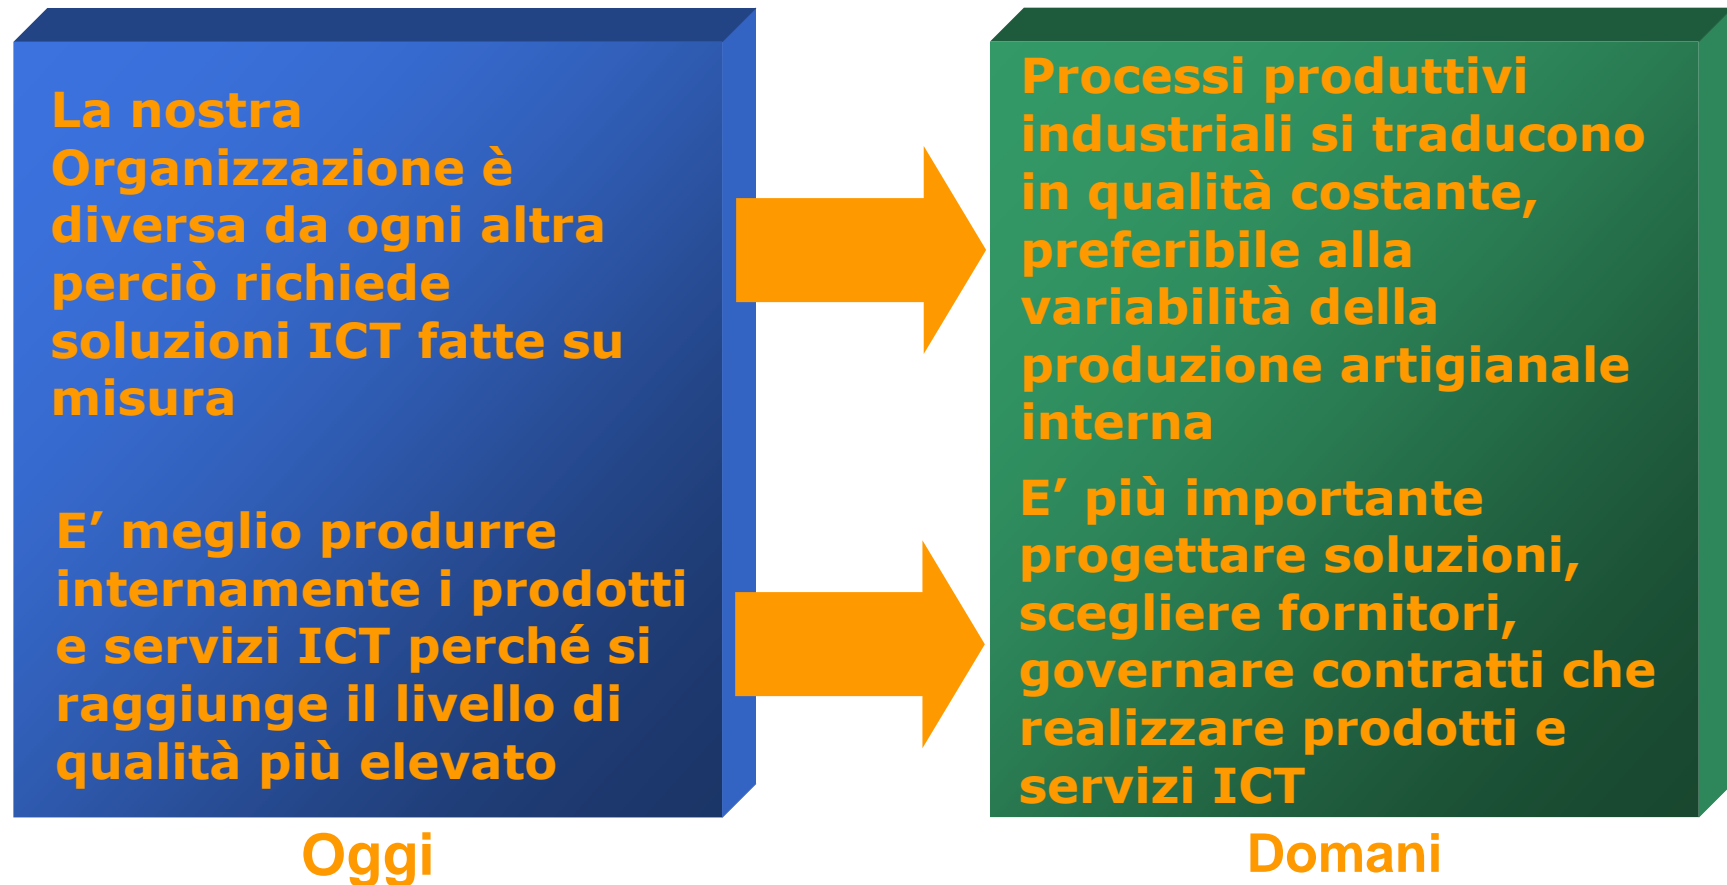 La nostra
Organizzazione è
diversa da ogni altra
perciò richiede
soluzioni ICT fatte su
misura
E’ meglio produrre
internamente i prodotti
e servizi ICT perché si
raggiunge il livello di
qualità più elevato
Oggi
Processi produttivi
industriali si traducono
in qualità costante,
preferibile alla
variabilità della
produzione artigianale
interna
E’ più importante
progettare soluzioni,
scegliere fornitori,
governare contratti che
realizzare prodotti e
servizi ICT
Domani